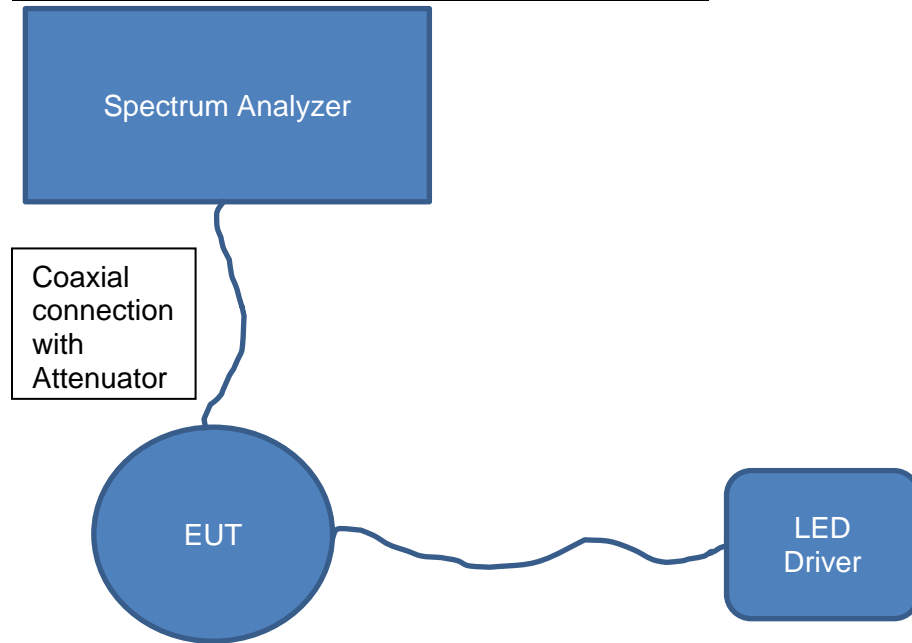 Spectrum Analyzer
Coaxial
connection
with
Attenuator
EUT
LED
Driver